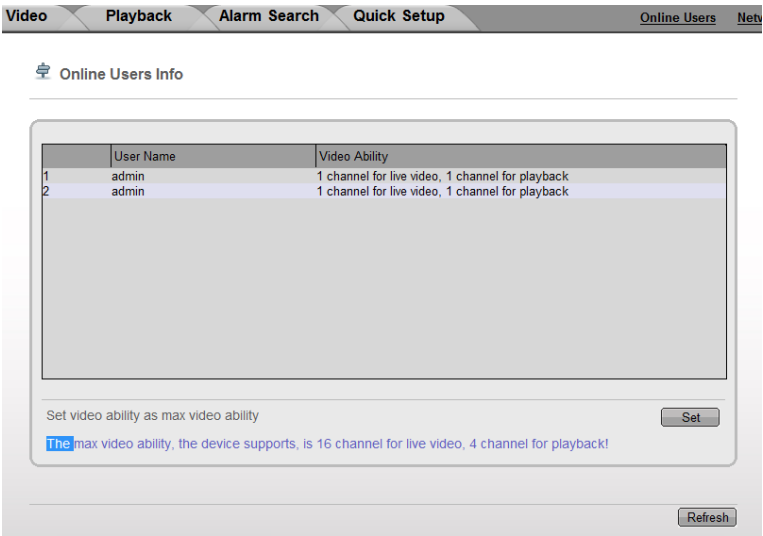 Video Playback Alarm Search Quick Setup Online Users Netw
Online Users Info
User Name Video Ability
1 admin 1 channel for live video, 1 channel for playback
2 admin 1 channel for live video, 1 channel for playback
Set video ability as max video ability Set
The max video ability, the device supports, is 16 channel for live video, 4 channel for playback!
Refresh